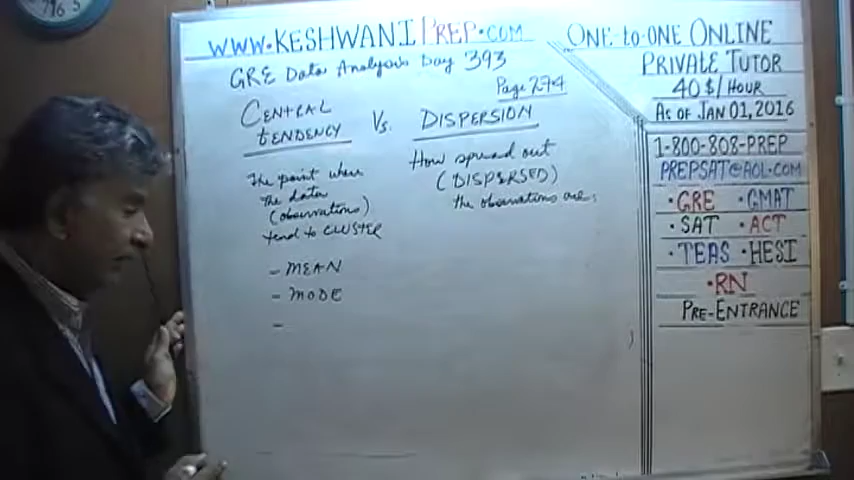 WWW.KESHWANIPREP.COM
GRE Data Analysis Day 393
Page 274
CENTRAL
TENDENCY
Vs.
DISPERSION
The point where
the data
(observations)
tend to CLUSTER
- MEAN
- MODE
-
How spread out
(DISPERSED)
the observations are:
ONE-to-ONE ONLINE
PRIVATE TUTOR
40 $/HOUR
AS OF JAN 01, 2016
1-800-808-PREP
PREPSAT@AOL.COM
• GRE • GMAT
• SAT • ACT
• TEAS • HESI
• RN
PRE-ENTRANCE